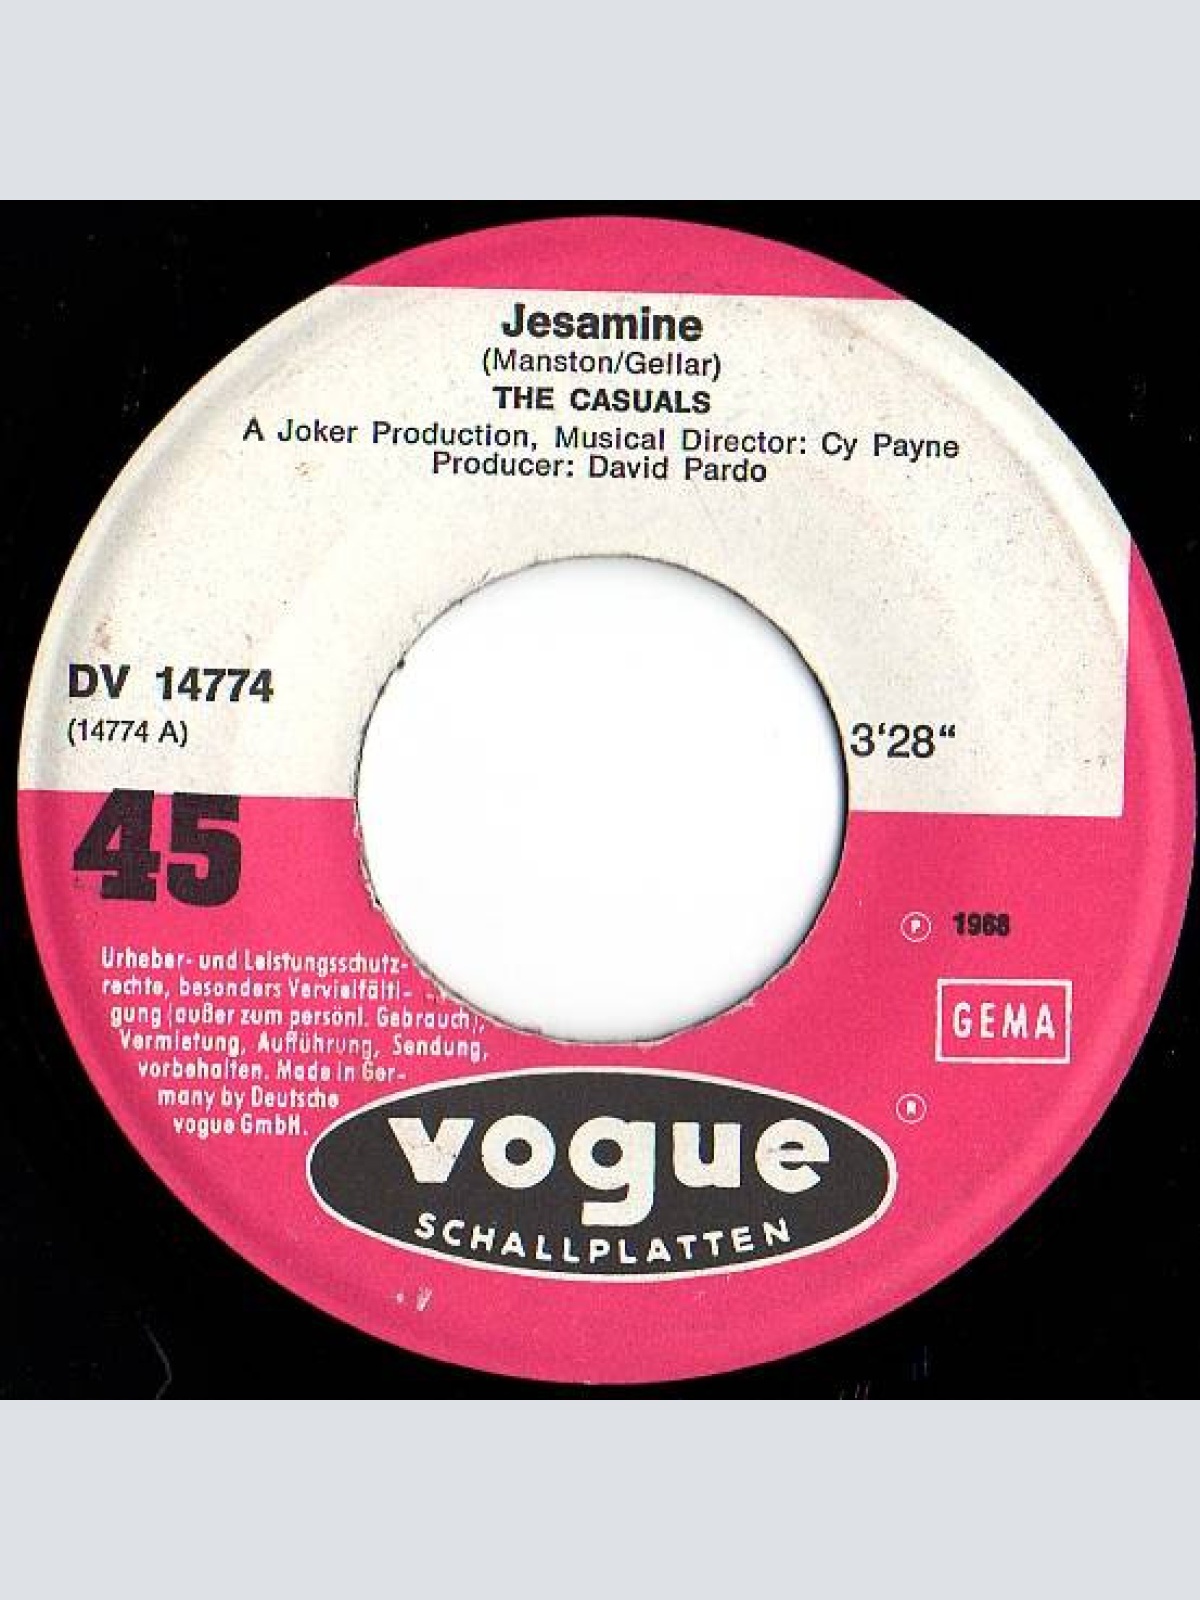 Jesamine
(Manston/Gellar)
THE CASUALS
A Joker Production, Musical Director: Cy Payne
Producer: David Pardo
DV 14774
(14774 A)
3‘28“
45
Ⓟ 1968
Urheber- und Leistungsschutz-
rechte, besonders Vervielfälti-
gung (außer zum persönl. Gebrauch),
Vermietung, Aufführung, Sendung,
vorbehalten. Made in Ger-
many by Deutsche
vogue GmbH.
GEMA
®
vogue
SCHALLPLATTEN